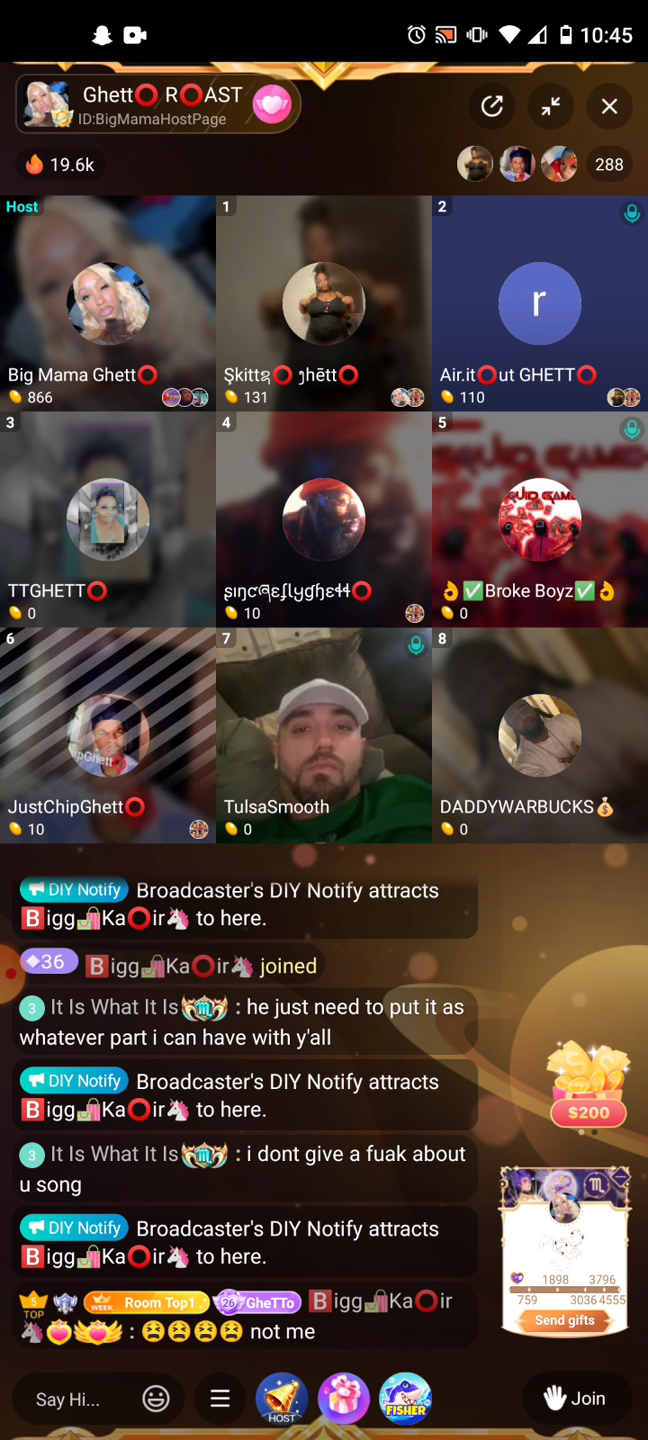 10:45
Ghett⭕ R⭕AST
ID:BigMamaHostPage
🔥 19.6k
288
Host
1
2
r
Big Mama Ghett⭕
866
131
Air.it⭕ut GHETT⭕
110
3
4
5
TTGHETT⭕
0
10
👌✅Broke Boyz✅👌
0
6
7
8
JustChipGhett⭕
10
TulsaSmooth
0
DADDYWARBUCKS💰
0
DIY Notify Broadcaster's DIY Notify attracts
🅱igg🛍Ka⭕ir🦄 to here.
36 🅱igg🛍Ka⭕ir🦄 joined
3 It Is What It Is♏ : he just need to put it as
whatever part i can have with y'all
DIY Notify Broadcaster's DIY Notify attracts
🅱igg🛍Ka⭕ir🦄 to here.
$200
3 It Is What It Is♏ : i dont give a fuak about
u song
DIY Notify Broadcaster's DIY Notify attracts
🅱igg🛍Ka⭕ir🦄 to here.
1898 3796
759 3036 4555
Send gifts
5 TOP WEEK Room Top1 26 GheTTo 🅱igg🛍Ka⭕ir
🦄 : 😫😫😫😫 not me
Say Hi...
HOST
FISHER
Join